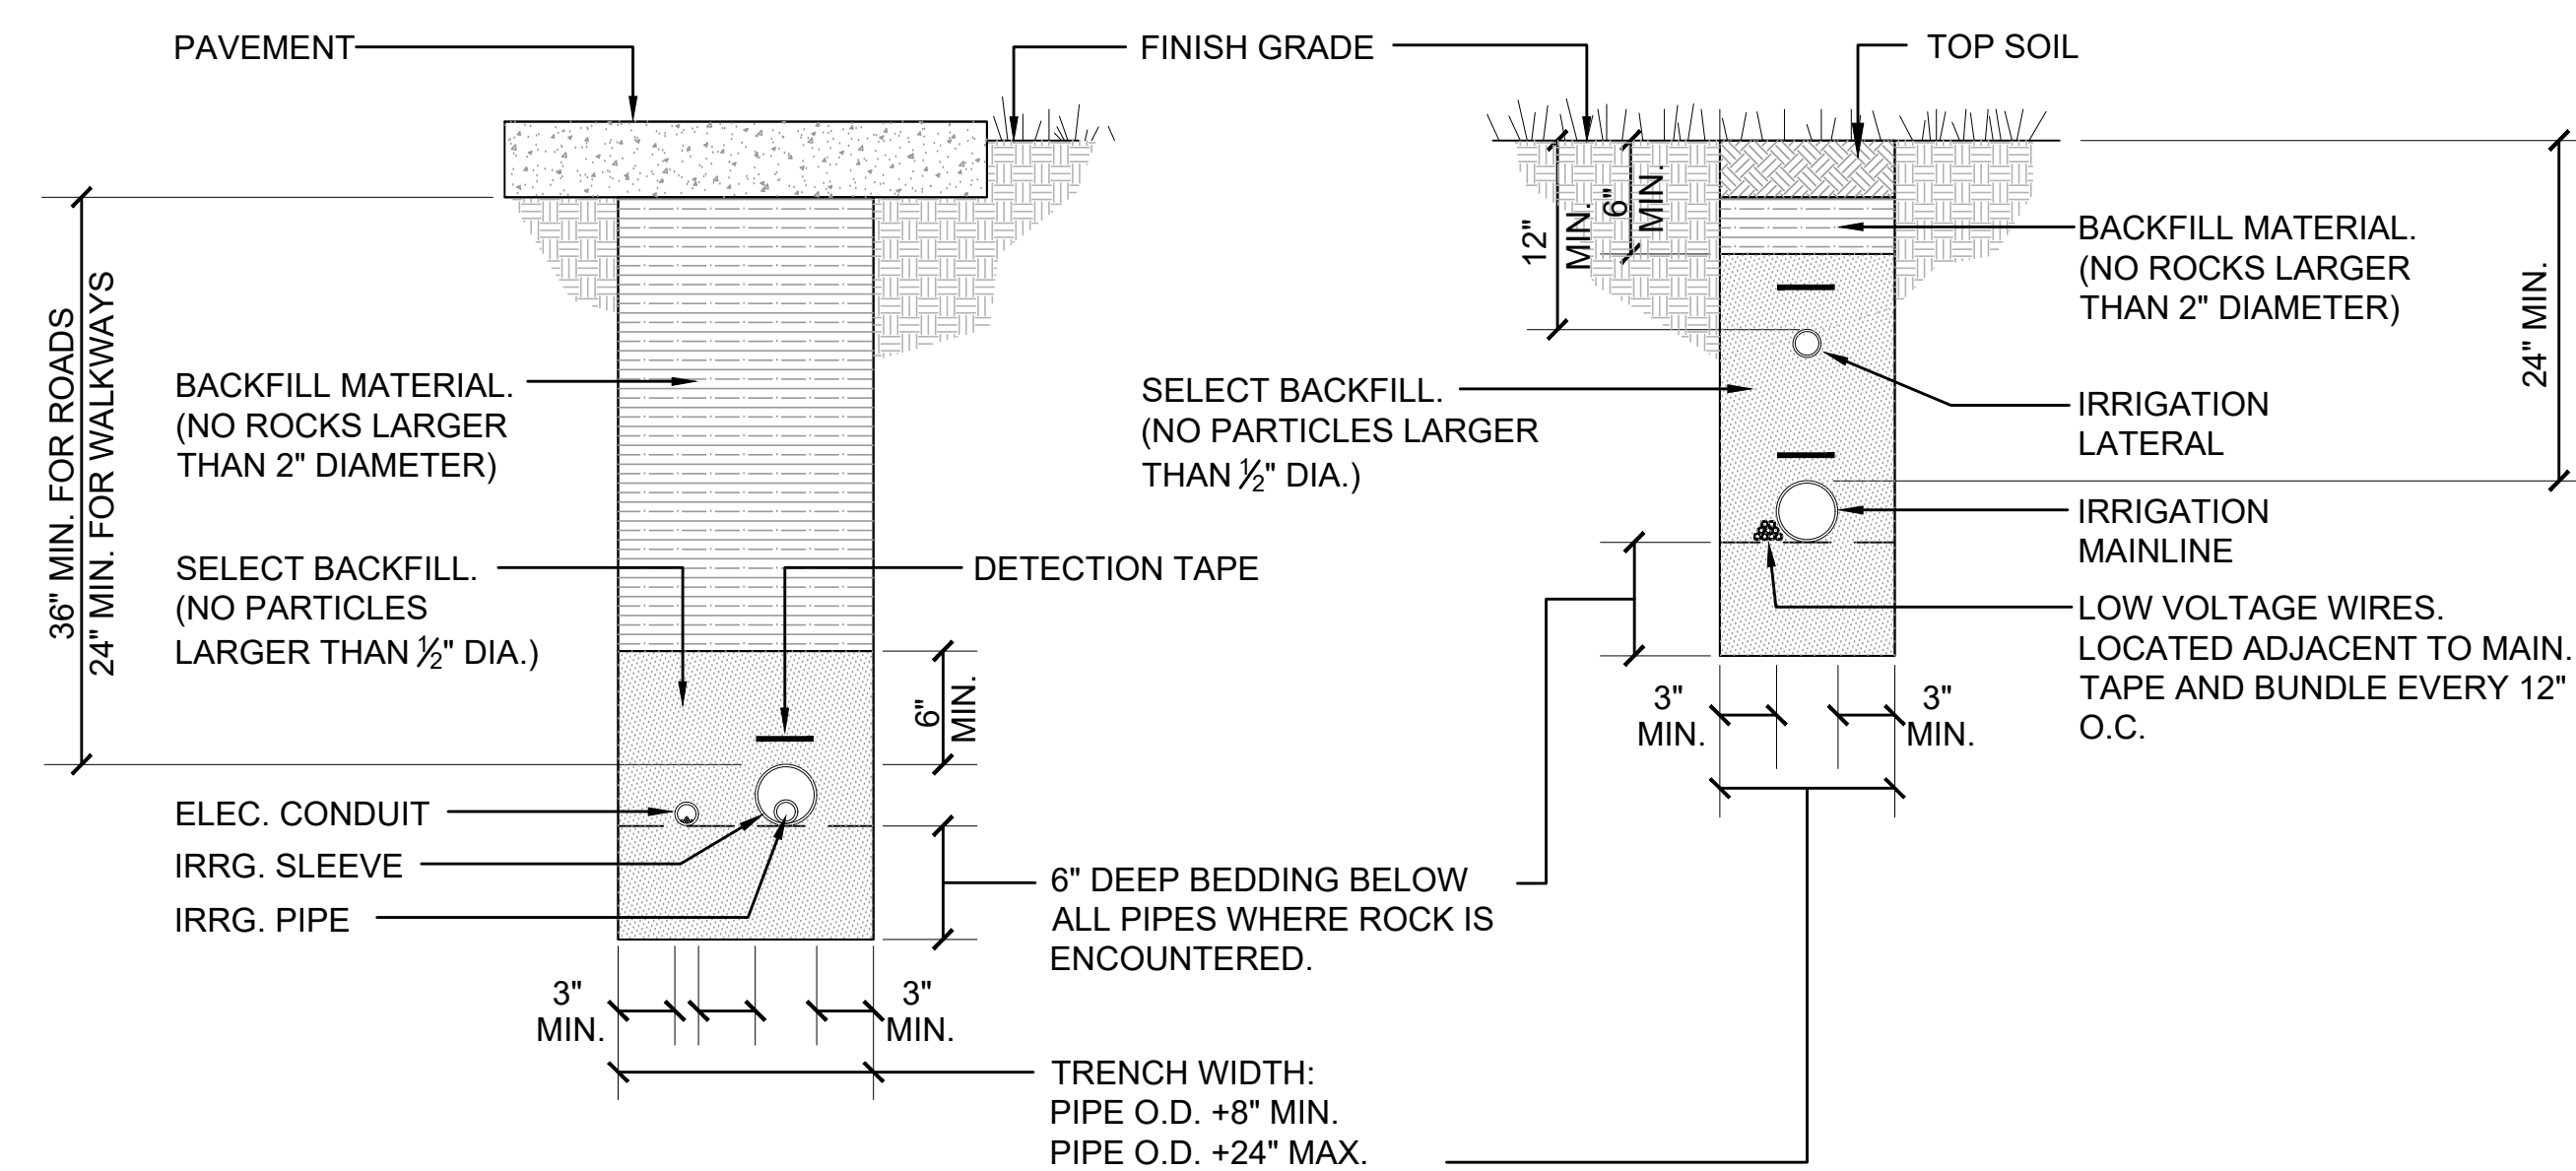 PAVEMENT
FINISH GRADE
TOP SOIL
36" MIN. FOR ROADS
24" MIN. FOR WALKWAYS
BACKFILL MATERIAL.
(NO ROCKS LARGER
THAN 2" DIAMETER)
SELECT BACKFILL.
(NO PARTICLES
LARGER THAN ½" DIA.)
DETECTION TAPE
6"
MIN.
ELEC. CONDUIT
IRRG. SLEEVE
IRRG. PIPE
3"
MIN.
3"
MIN.
6" DEEP BEDDING BELOW
ALL PIPES WHERE ROCK IS
ENCOUNTERED.
TRENCH WIDTH:
PIPE O.D. +8" MIN.
PIPE O.D. +24" MAX.
12"
MIN.
6"
MIN.
SELECT BACKFILL.
(NO PARTICLES LARGER
THAN ½" DIA.)
BACKFILL MATERIAL.
(NO ROCKS LARGER
THAN 2" DIAMETER)
24" MIN.
IRRIGATION
LATERAL
IRRIGATION
MAINLINE
LOW VOLTAGE WIRES.
LOCATED ADJACENT TO MAIN.
TAPE AND BUNDLE EVERY 12"
O.C.
3"
MIN.
3"
MIN.